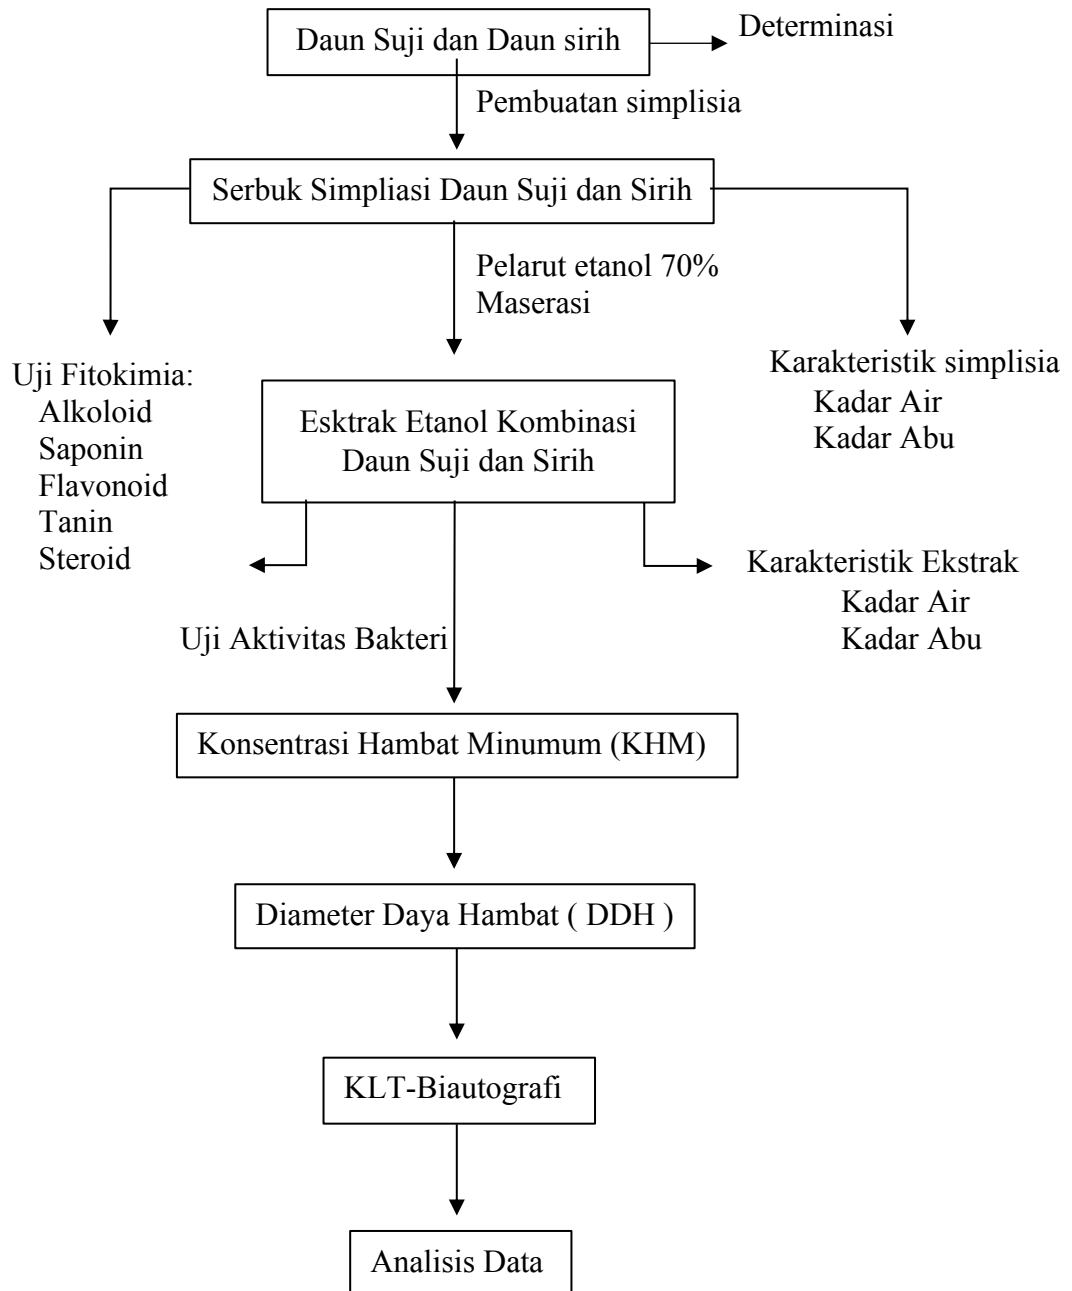 Daun Suji dan Daun sirih
Determinasi
Pembuatan simplisia
Serbuk Simpliasi Daun Suji dan Sirih
Pelarut etanol 70%
Maserasi
Uji Fitokimia:
Alkoloid
Saponin
Flavonoid
Tanin
Steroid
Karakteristik simplisia
Kadar Air
Kadar Abu
Esktrak Etanol Kombinasi
Daun Suji dan Sirih
Karakteristik Ekstrak
Kadar Air
Kadar Abu
Uji Aktivitas Bakteri
Konsentrasi Hambat Minumum (KHM)
Diameter Daya Hambat ( DDH )
KLT-Biautografi
Analisis Data